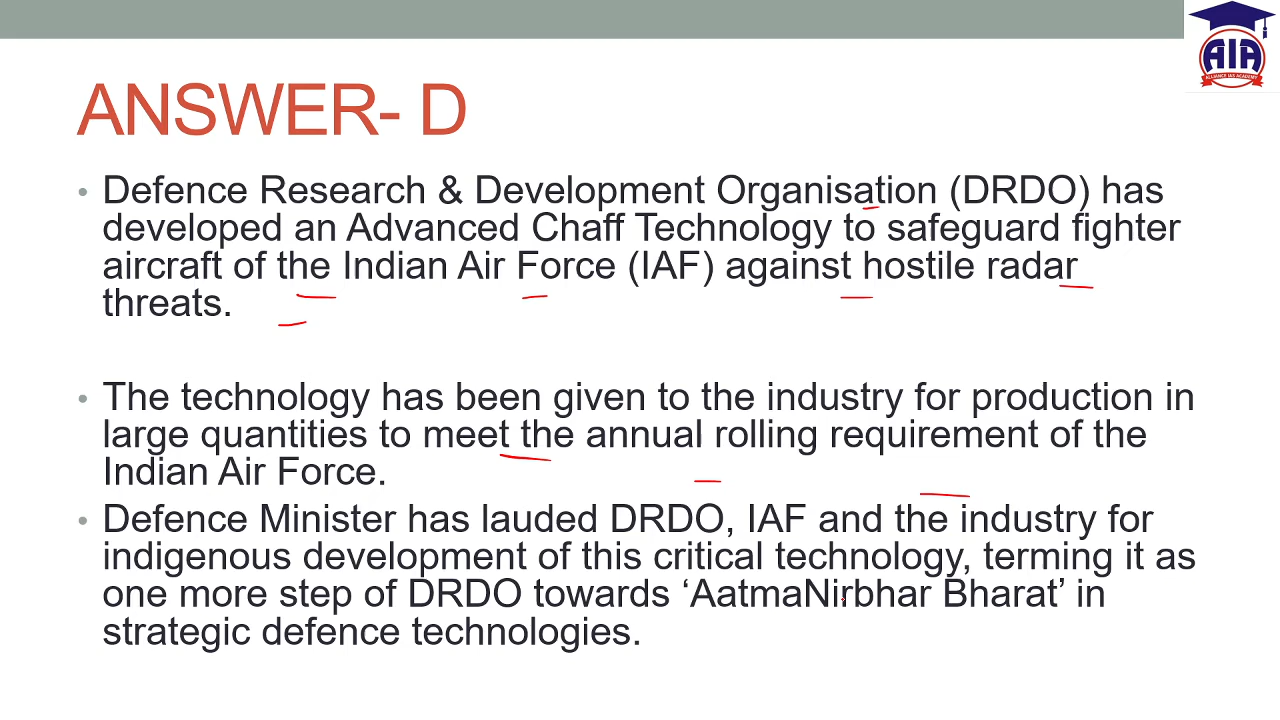 AIA
ALLIANCE IAS ACADEMY
ANSWER- D
• Defence Research & Development Organisation (DRDO) has
developed an Advanced Chaff Technology to safeguard fighter
aircraft of the Indian Air Force (IAF) against hostile radar
threats.
• The technology has been given to the industry for production in
large quantities to meet the annual rolling requirement of the
Indian Air Force.
• Defence Minister has lauded DRDO, IAF and the industry for
indigenous development of this critical technology, terming it as
one more step of DRDO towards ‘AatmaNirbhar Bharat’ in
strategic defence technologies.